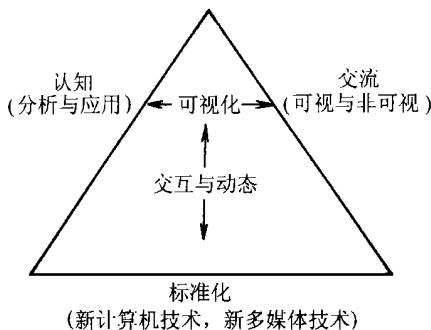 认知
(分析与应用)
交流
(可视与非可视)
可视化
交互与动态
标准化
(新计算机技术，新多媒体技术)